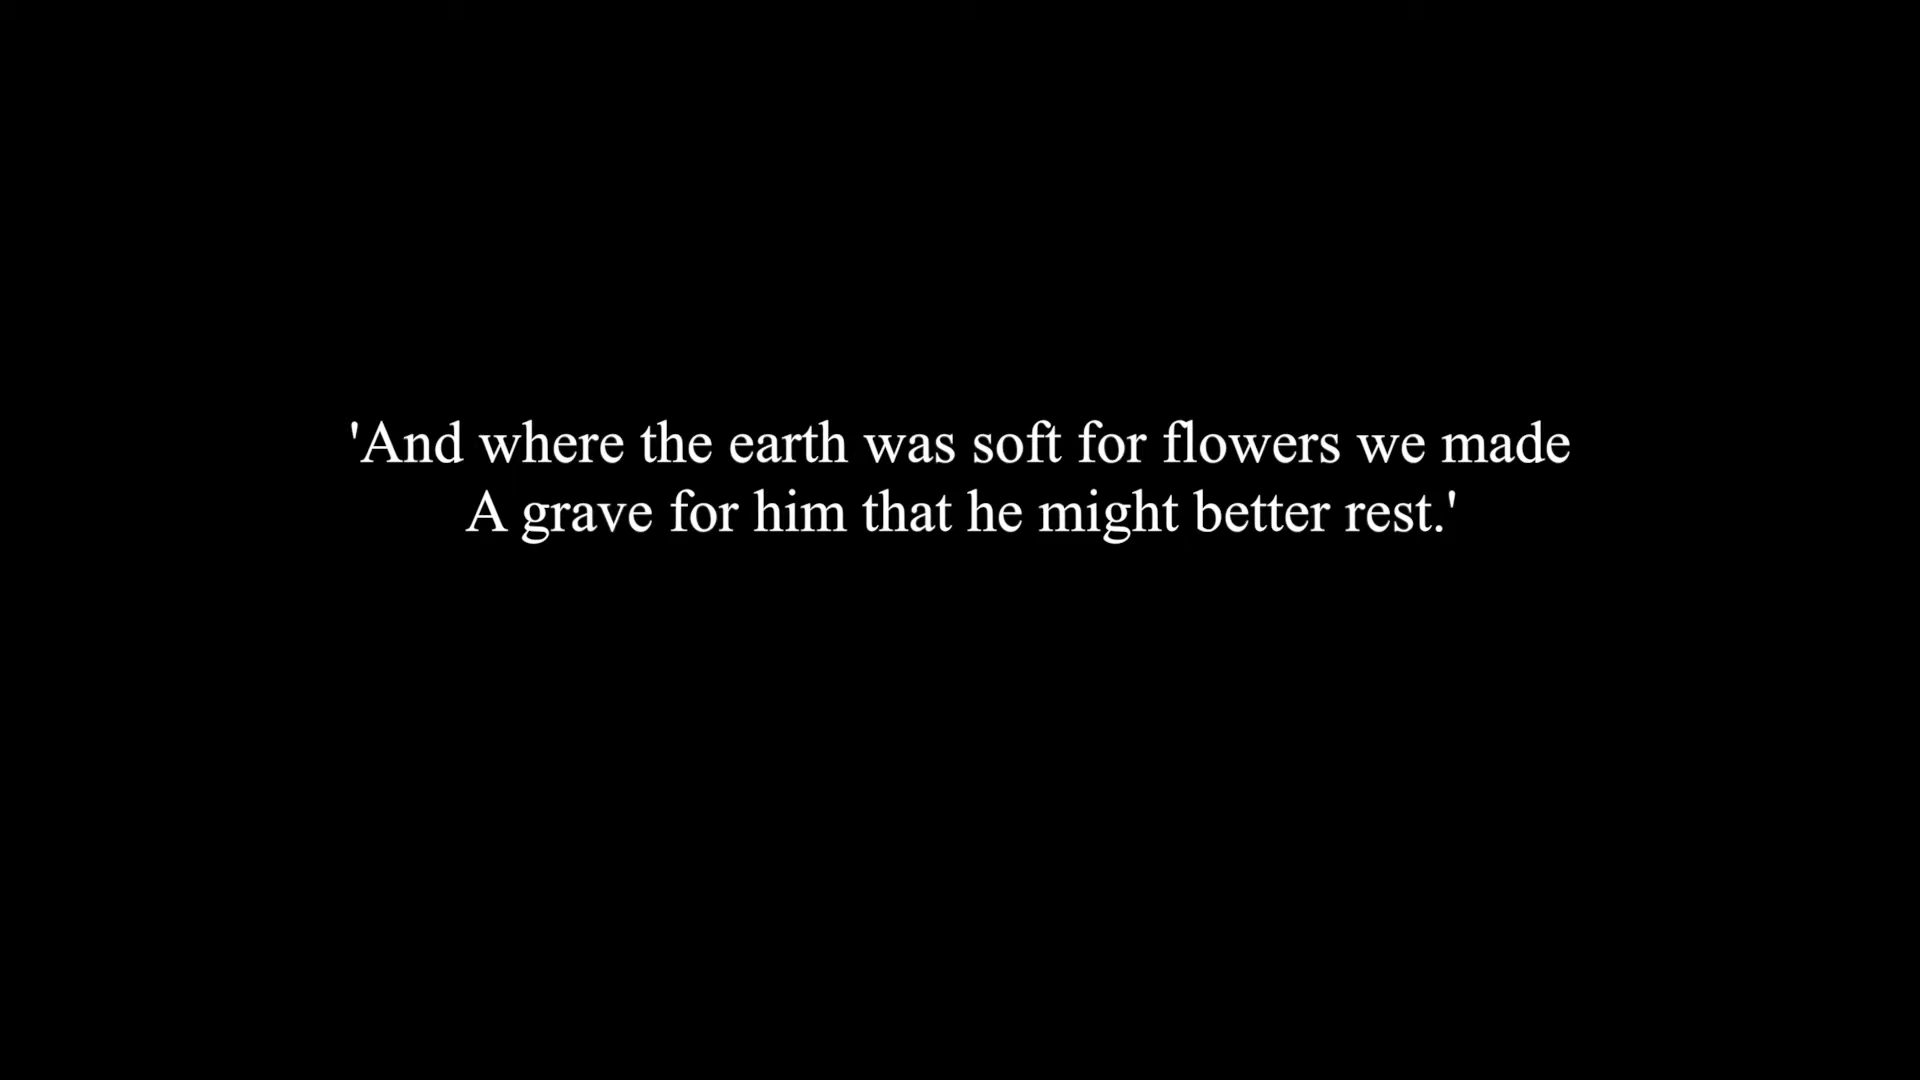 'And where the earth was soft for flowers we made
A grave for him that he might better rest.'